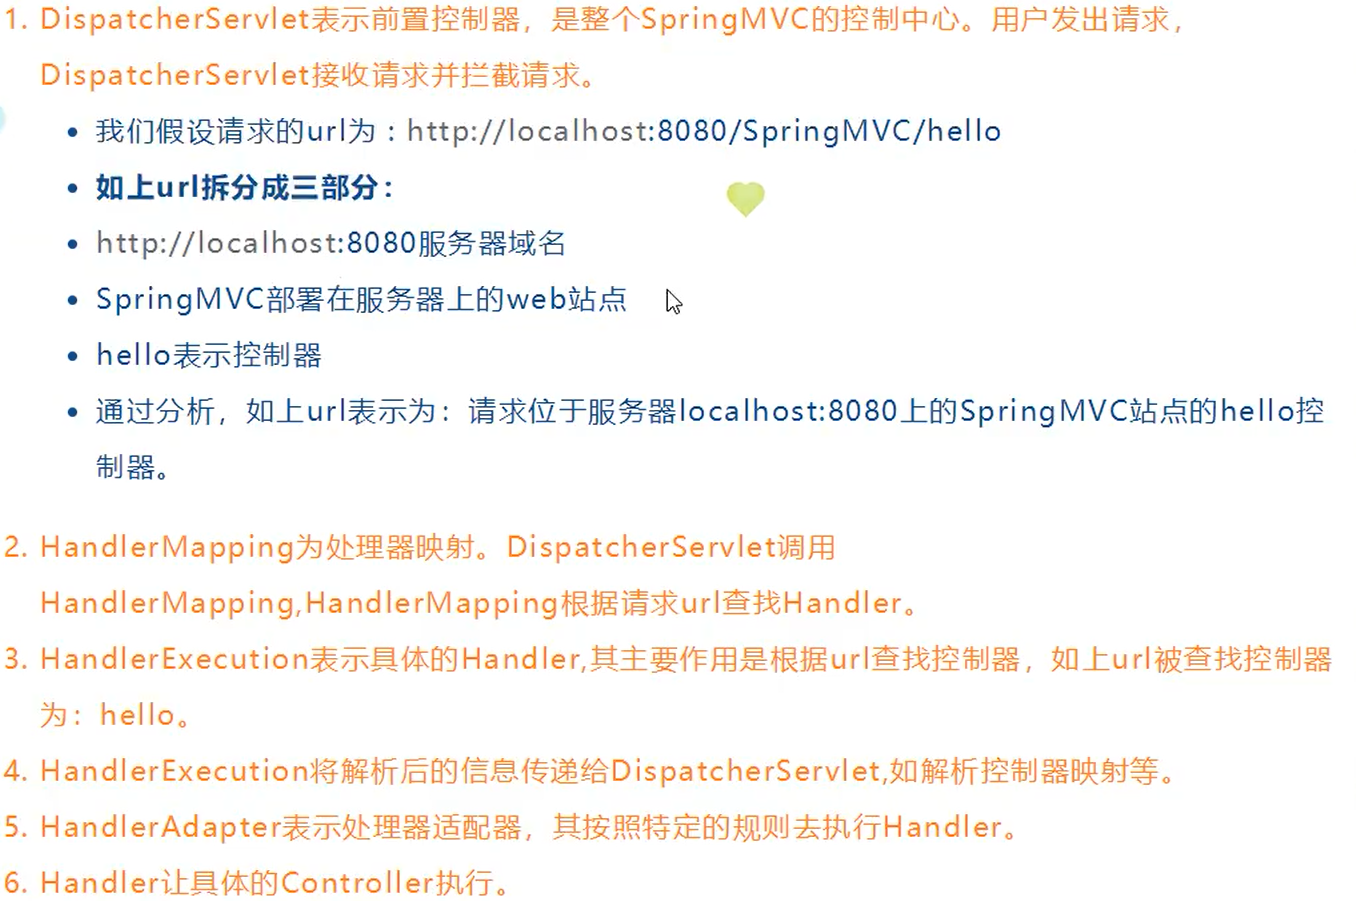 1. DispatcherServlet表示前置控制器，是整个SpringMVC的控制中心。用户发出请求，
DispatcherServlet接收请求并拦截请求。
• 我们假设请求的url为 : http://localhost:8080/SpringMVC/hello
• 如上url拆分成三部分：
• http://localhost:8080服务器域名
• SpringMVC部署在服务器上的web站点
• hello表示控制器
• 通过分析，如上url表示为：请求位于服务器localhost:8080上的SpringMVC站点的hello控
制器。
2. HandlerMapping为处理器映射。DispatcherServlet调用
HandlerMapping,HandlerMapping根据请求url查找Handler。
3. HandlerExecution表示具体的Handler,其主要作用是根据url查找控制器，如上url被查找控制器
为：hello。
4. HandlerExecution将解析后的信息传递给DispatcherServlet,如解析控制器映射等。
5. HandlerAdapter表示处理器适配器，其按照特定的规则去执行Handler。
6. Handler让具体的Controller执行。